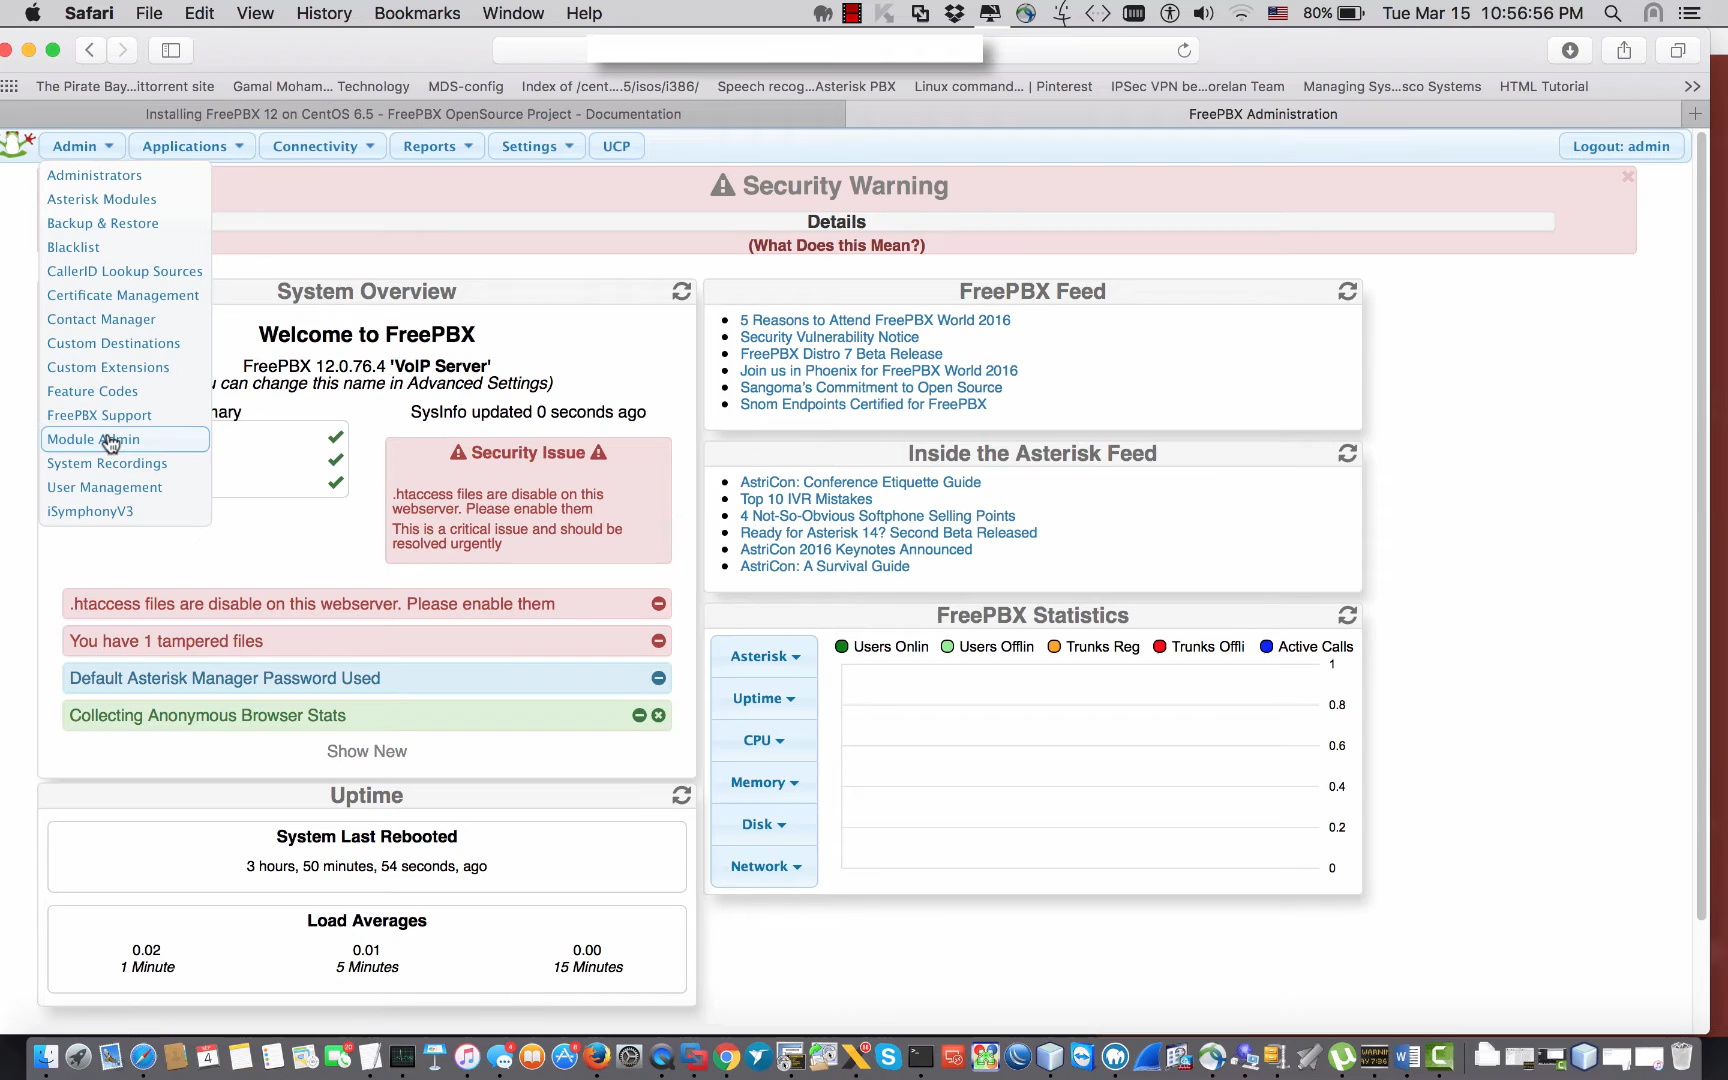 Safari File Edit View History Bookmarks Window Help
80% Tue Mar 15 10:56:56 PM
The Pirate Bay...ittorrent site Gamal Moham... Technology MDS-config Index of /cent....5/isos/i386/ Speech recog...Asterisk PBX Linux command... | Pinterest IPSec VPN be...orelan Team Managing Sys...sco Systems HTML Tutorial
Installing FreePBX 12 on CentOS 6.5 - FreePBX OpenSource Project - Documentation
FreePBX Administration
Admin Applications Connectivity Reports Settings UCP Logout: admin
Administrators
Asterisk Modules
Backup & Restore
Blacklist
CallerID Lookup Sources
Certificate Management
Contact Manager
Custom Destinations
Custom Extensions
Feature Codes
FreePBX Support
Module Admin
System Recordings
User Management
iSymphonyV3
Security Warning
Details
(What Does this Mean?)
System Overview
Welcome to FreePBX
FreePBX 12.0.76.4 'VoIP Server'
can change this name in Advanced Settings)
SysInfo updated 0 seconds ago
Security Issue
.htaccess files are disable on this
webserver. Please enable them
This is a critical issue and should be
resolved urgently
.htaccess files are disable on this webserver. Please enable them
You have 1 tampered files
Default Asterisk Manager Password Used
Collecting Anonymous Browser Stats
Show New
Uptime
System Last Rebooted
3 hours, 50 minutes, 54 seconds, ago
Load Averages
0.02 0.01 0.00
1 Minute 5 Minutes 15 Minutes
FreePBX Feed
5 Reasons to Attend FreePBX World 2016
Security Vulnerability Notice
FreePBX Distro 7 Beta Release
Join us in Phoenix for FreePBX World 2016
Sangoma's Commitment to Open Source
Snom Endpoints Certified for FreePBX
Inside the Asterisk Feed
AstriCon: Conference Etiquette Guide
Top 10 IVR Mistakes
4 Not-So-Obvious Softphone Selling Points
Ready for Asterisk 14? Second Beta Released
AstriCon 2016 Keynotes Announced
AstriCon: A Survival Guide
FreePBX Statistics
Asterisk
Uptime
CPU
Memory
Disk
Network
Users Onlin Users Offlin Trunks Reg Trunks Offli Active Calls
1
0.8
0.6
0.4
0.2
0